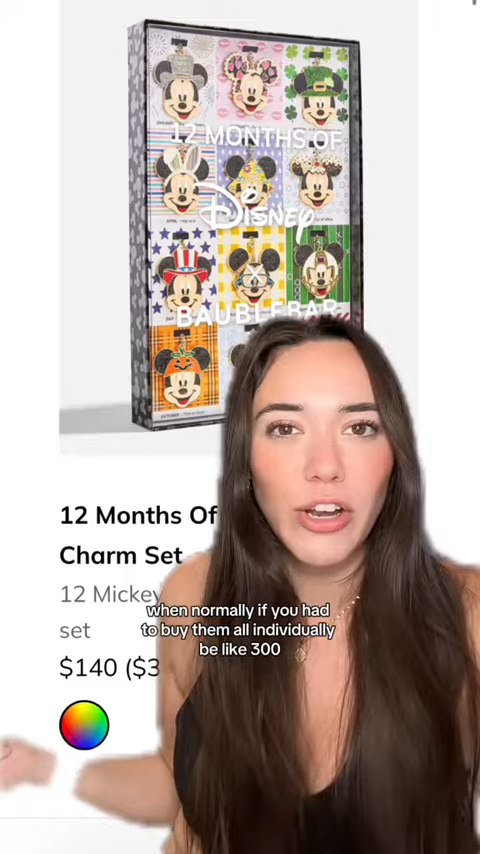 12 MONTHS OF
Disney
X
BAUBLEBAR
12 Months Of
Charm Set
12 Mickey
set
$140 ($3
when normally if you had
to buy them all individually
be like 300